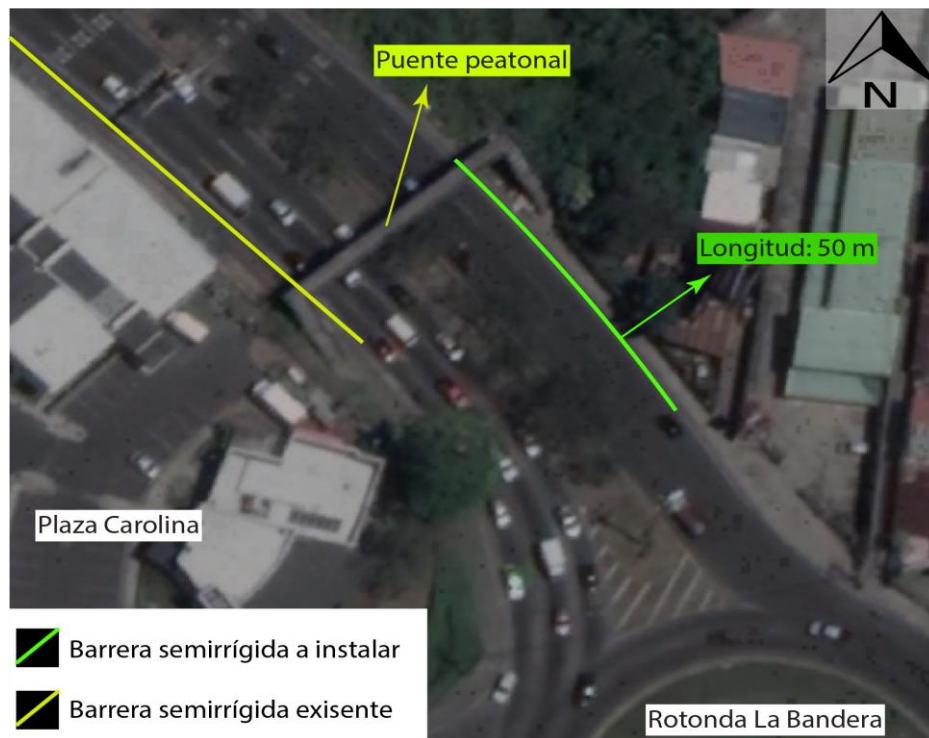 Puente peatonal
N
Longitud: 50 m
Plaza Carolina
Barrera semirrígida a instalar
Barrera semirrígida exisente
Rotonda La Bandera